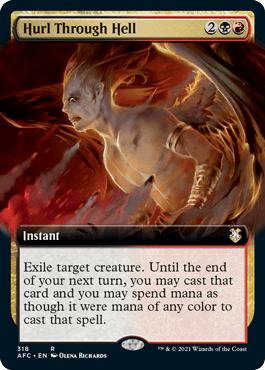 Hurl Through Hell 2
Instant
Exile target creature. Until the end
of your next turn, you may cast that
card and you may spend mana as
though it were mana of any color to
cast that spell.
318 R
AFC • EN OLENA RICHARDS ™ & © 2021 Wizards of the Coast